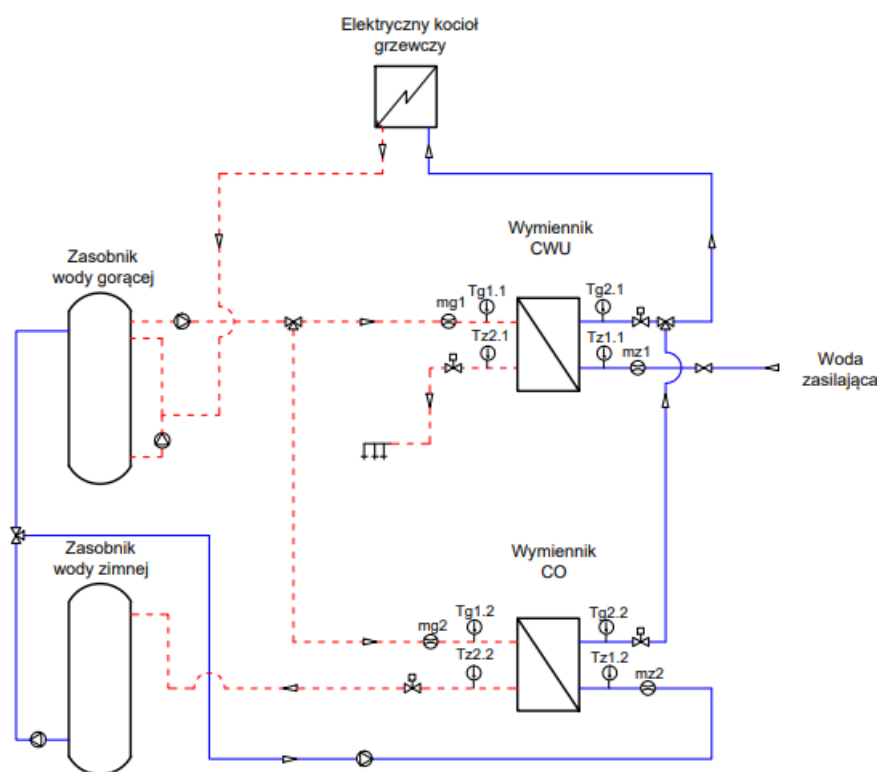 Elektryczny kocioł
grzewczy
Wymiennik
CWU
Zasobnik
wody gorącej
mg1
Tg1.1
Tg2.1
Tz2.1
Tz1.1
mz1
Woda
zasilająca
Zasobnik
wody zimnej
Wymiennik
CO
mg2
Tg1.2
Tg2.2
Tz2.2
Tz1.2
mz2